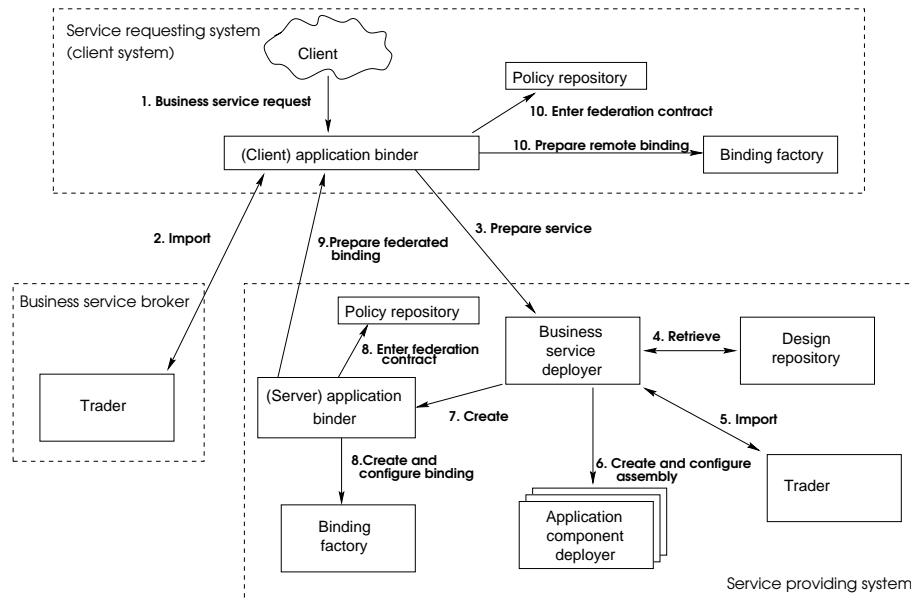 Service requesting system
(client system)
Client
Policy repository
1. Business service request
10. Enter federation contract
(Client) application binder
10. Prepare remote binding
Binding factory
2. Import
9.Prepare federated
binding
3. Prepare service
Business service broker
Trader
Policy repository
8. Enter federation
contract
Business
service
deployer
4. Retrieve
Design
repository
(Server) application
binder
7. Create
5. Import
8.Create and
configure binding
6. Create and configure
assembly
Trader
Binding
factory
Application
component
deployer
Service providing system